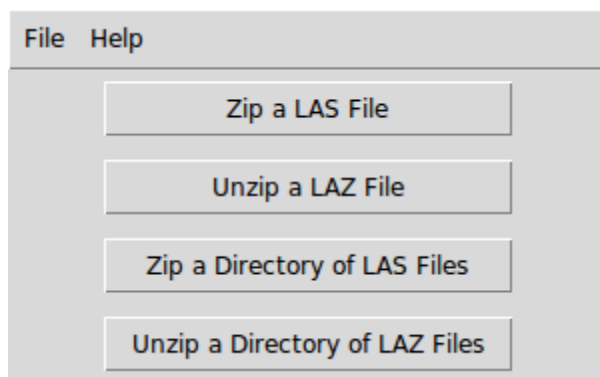 File Help
Zip a LAS File
Unzip a LAZ File
Zip a Directory of LAS Files
Unzip a Directory of LAZ Files